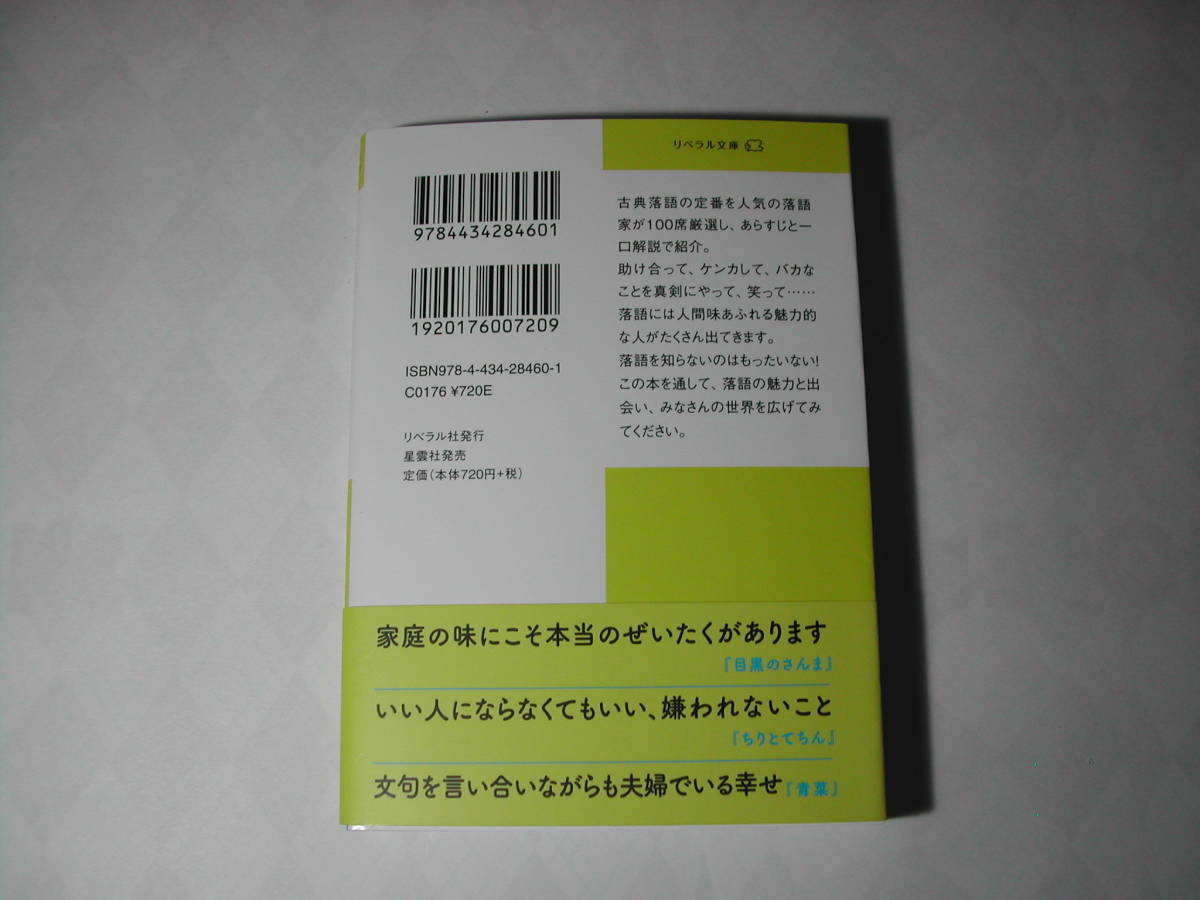 リベラル文庫
9784434284601
1920176007209
ISBN978-4-434-28460-1
C0176 ¥720E
リベラル社発行
星雲社発売
定価(本体720円+税)
古典落語の定番を人気の落語
家が100席厳選し、あらすじと一
口解説で紹介。
助け合って、ケンカして、バカな
ことを真剣にやって、笑って……
落語には人間味あふれる魅力的
な人がたくさん出てきます。
落語を知らないのはもったいない!
この本を通して、落語の魅力と出
会い、みなさんの世界を広げてみ
てください。
家庭の味にこそ本当のぜいたくがあります
『目黒のさんま』
いい人にならなくてもいい、嫌われないこと
『ちりとてちん』
文句を言い合いながらも夫婦でいる幸せ『青菜』